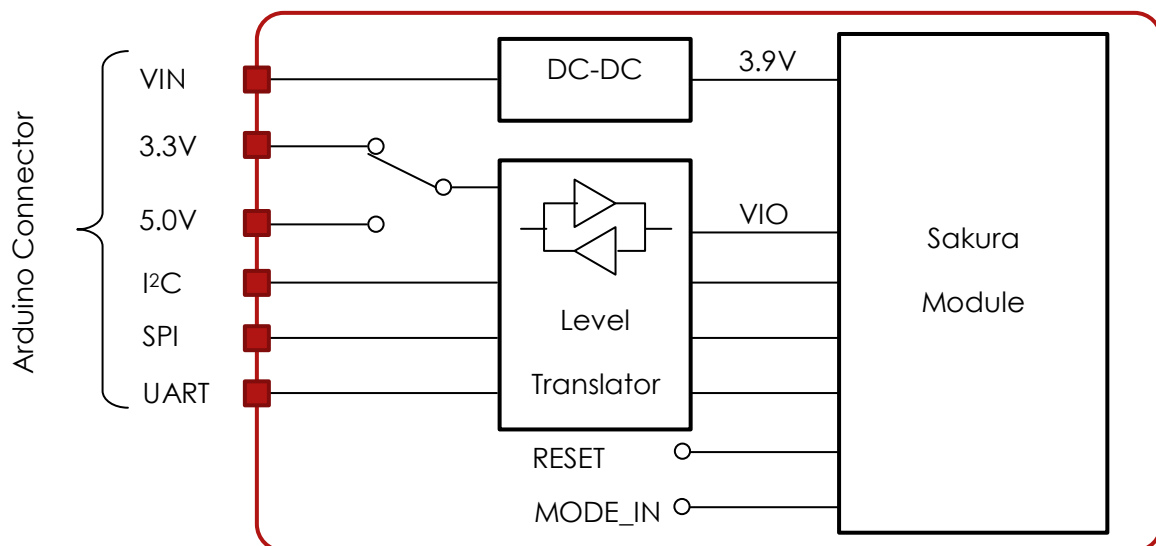 Arduino Connector
VIN
3.3V
5.0V
I²C
SPI
UART
DC-DC
3.9V
Level
Translator
VIO
RESET
MODE_IN
Sakura
Module